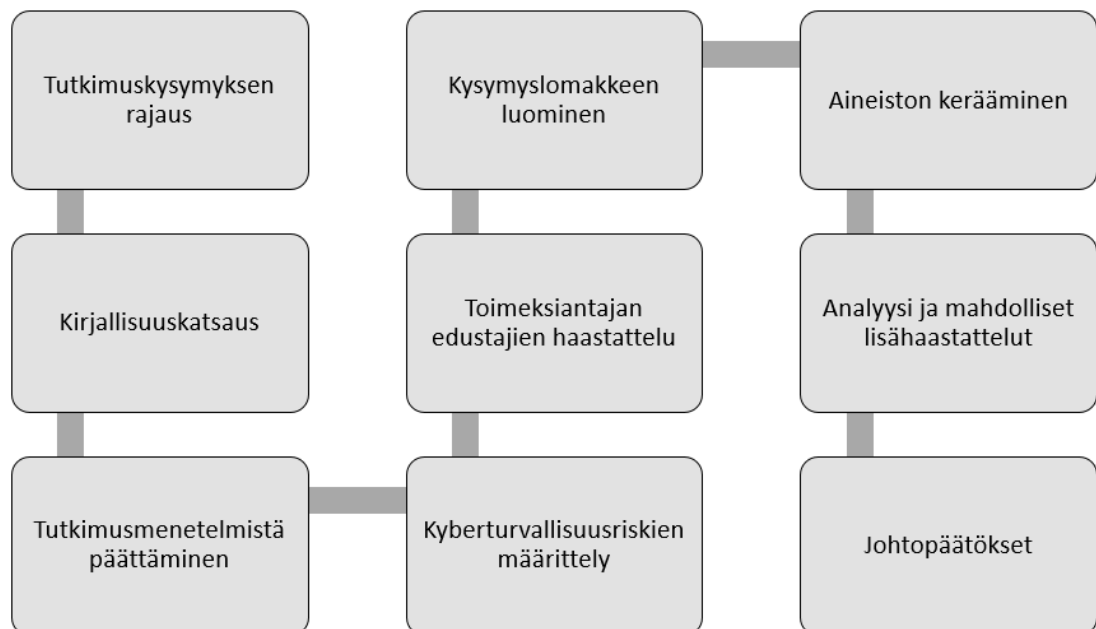 Tutkimuskysymyksen
rajaus
Kirjallisuuskatsaus
Tutkimusmenetelmistä
päättäminen
Kyberturvallisuusriskien
määrittely
Toimeksiantajan
edustajien haastattelu
Kysymyslomakkeen
luominen
Aineiston kerääminen
Analyysi ja mahdolliset
lisähaastattelut
Johtopäätökset